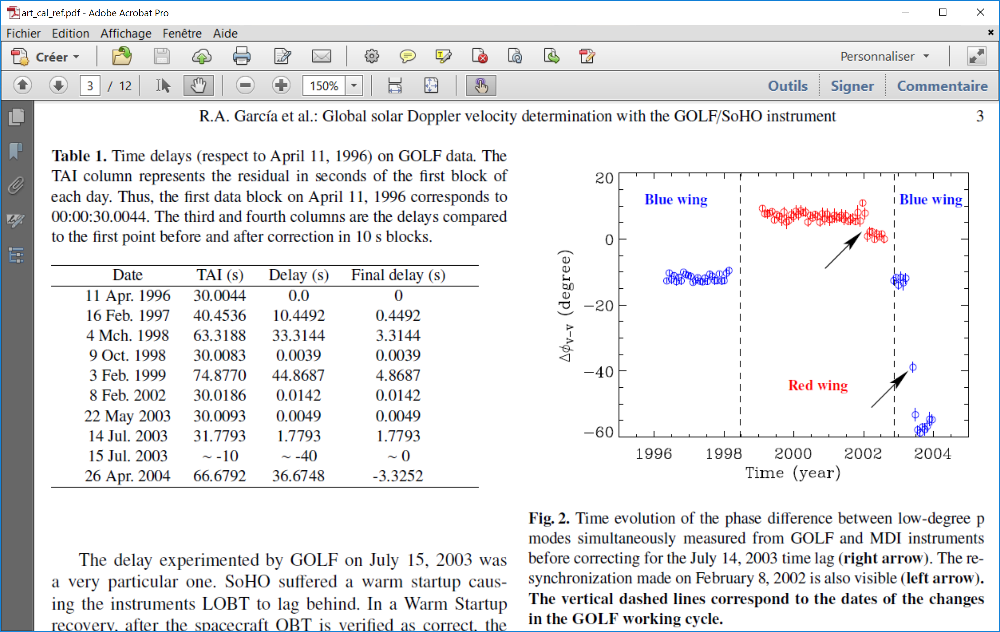 art_cal_ref.pdf - Adobe Acrobat Pro
Fichier Edition Affichage Fenêtre Aide
Créer
Personnaliser
3 / 12
150%
Outils Signer Commentaire
R.A. García et al.: Global solar Doppler velocity determination with the GOLF/SoHO instrument 3
Table 1. Time delays (respect to April 11, 1996) on GOLF data. The
TAI column represents the residual in seconds of the first block of
each day. Thus, the first data block on April 11, 1996 corresponds to
00:00:30.0044. The third and fourth columns are the delays compared
to the first point before and after correction in 10 s blocks.
Date TAI (s) Delay (s) Final delay (s)
11 Apr. 1996 30.0044 0.0 0
16 Feb. 1997 40.4536 10.4492 0.4492
4 Mch. 1998 63.3188 33.3144 3.3144
9 Oct. 1998 30.0083 0.0039 0.0039
3 Feb. 1999 74.8770 44.8687 4.8687
8 Feb. 2002 30.0186 0.0142 0.0142
22 May 2003 30.0093 0.0049 0.0049
14 Jul. 2003 31.7793 1.7793 1.7793
15 Jul. 2003 ~ -10 ~ -40 ~ 0
26 Apr. 2004 66.6792 36.6748 -3.3252
The delay experimented by GOLF on July 15, 2003 was
a very particular one. SoHO suffered a warm startup caus-
ing the instruments LOBT to lag behind. In a Warm Startup
recovery, after the spacecraft OBT is verified as correct, the
20
0
−20
−40
−60
Δϕv−v (degree)
Blue wing
Blue wing
Red wing
1996 1998 2000 2002 2004
Time (year)
Fig. 2. Time evolution of the phase difference between low-degree p
modes simultaneously measured from GOLF and MDI instruments
before correcting for the July 14, 2003 time lag (right arrow). The re-
synchronization made on February 8, 2002 is also visible (left arrow).
The vertical dashed lines correspond to the dates of the changes
in the GOLF working cycle.